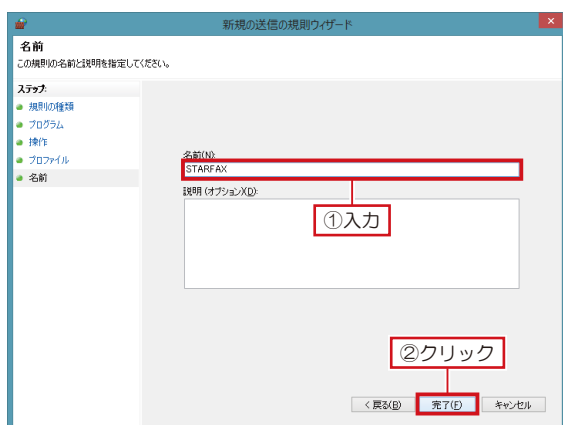 新規の送信の規則ウィザード
×
名前
この規則の名前と説明を指定してください。
ステップ:
規則の種類
プログラム
操作
プロファイル
名前
名前(N):
STARFAX
説明 (オプション)(D):
①入力
②クリック
< 戻る(B)
完了(F)
キャンセル